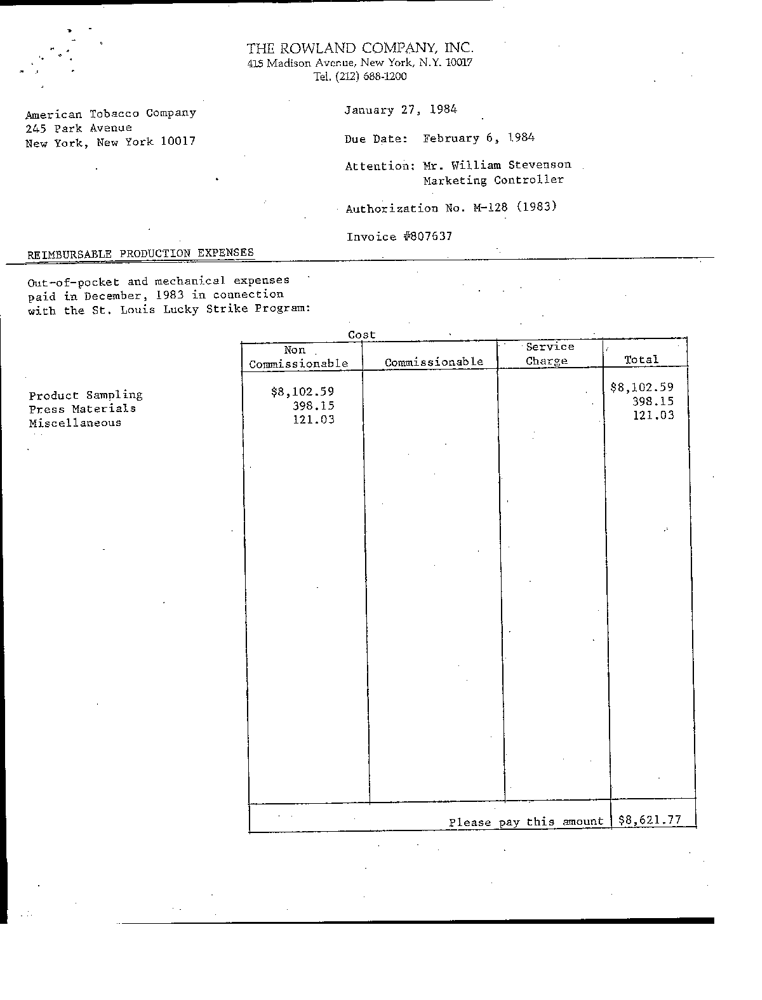 THE ROWLAND COMPANY, INC.
415 Madison Avenue, New York, N.Y. 10017
Tel. (212) 688-1200
American Tobacco Company
245 Park Avenue
New York, New York 10017
January 27, 1984
Due Date: February 6, 1984
Attention: Mr. William Stevenson
Marketing Controller
Authorization No. M-128 (1983)
Invoice #807637
REIMBURSABLE PRODUCTION EXPENSES
Out-of-pocket and mechanical expenses
paid in December, 1983 in connection
with the St. Louis Lucky Strike Program:
Cost
Non Commissionable Commissionable Service Charge Total
Product Sampling $8,102.59 $8,102.59
Press Materials 398.15 398.15
Miscellaneous 121.03 121.03
Please pay this amount $8,621.77